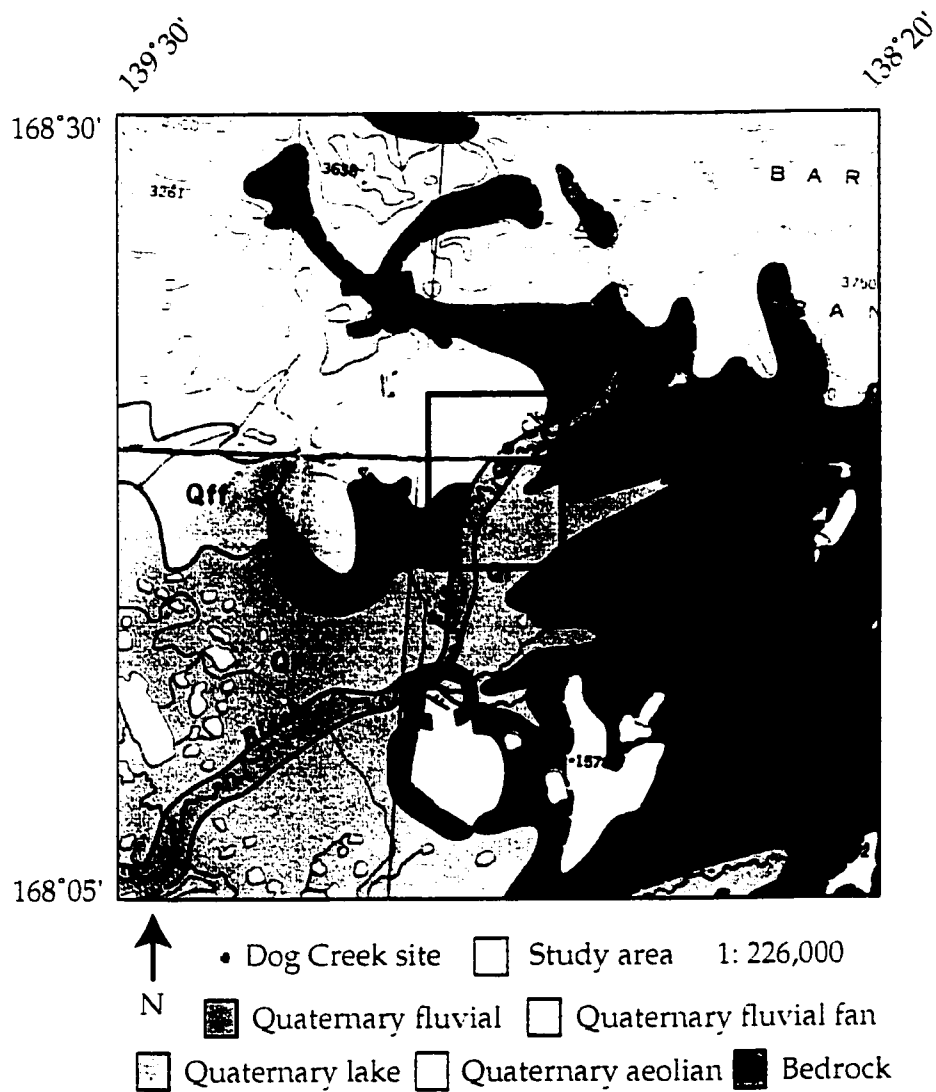 139°30'
138°20'
168°30'
3638
3261
B A R
3750
A N
Qff
Q
157
168°05'
N
• Dog Creek site Study area 1: 226,000
Quaternary fluvial Quaternary fluvial fan
Quaternary lake Quaternary aeolian Bedrock